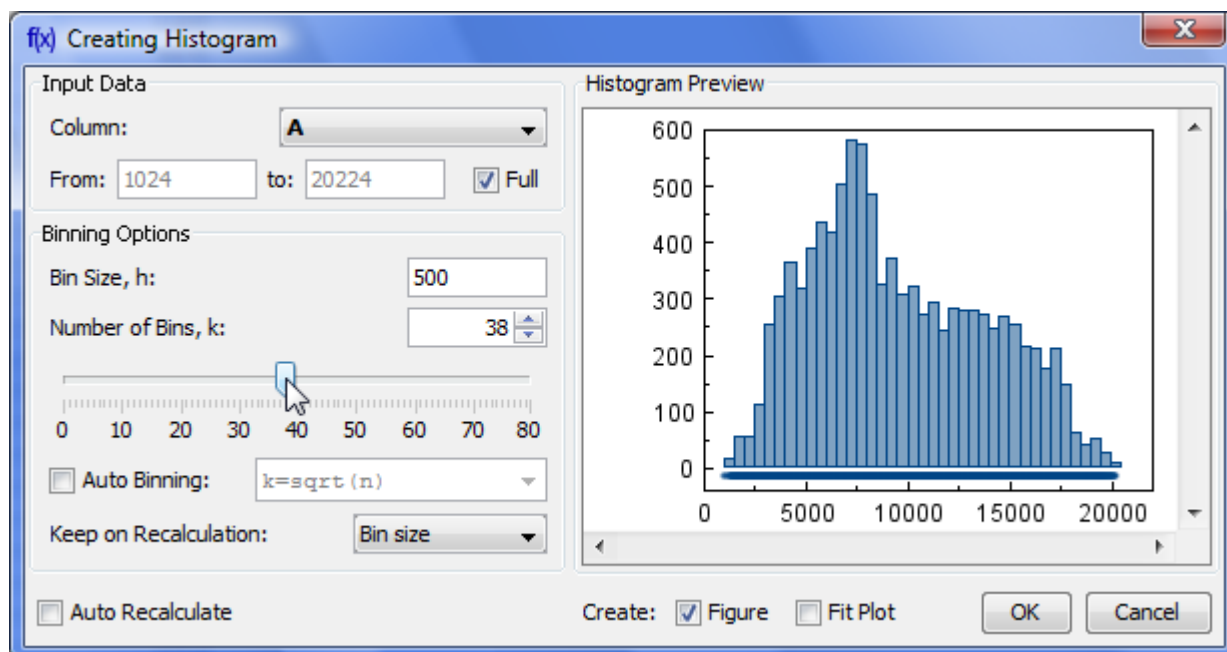 f(x) Creating Histogram
Input Data
Column: A
From: 1024 to: 20224 Full
Binning Options
Bin Size, h: 500
Number of Bins, k: 38
0 10 20 30 40 50 60 70 80
Auto Binning: k=sqrt(n)
Keep on Recalculation: Bin size
Auto Recalculate
Histogram Preview
600
500
400
300
200
100
0
0 5000 10000 15000 20000
Create: Figure Fit Plot OK Cancel